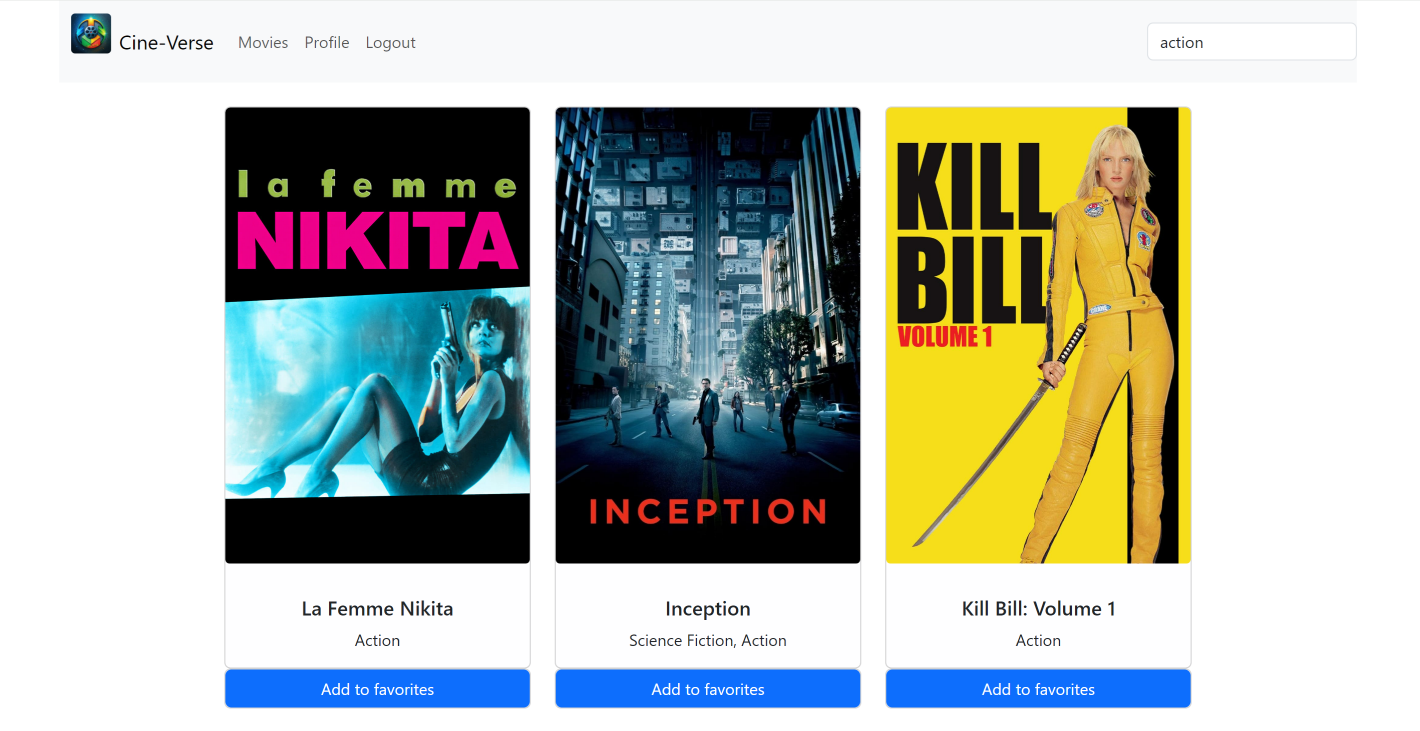 Cine-Verse Movies Profile Logout action
la femme
NIKITA
INCEPTION
KILL
BILL
VOLUME 1
La Femme Nikita
Action
Add to favorites
Inception
Science Fiction, Action
Add to favorites
Kill Bill: Volume 1
Action
Add to favorites